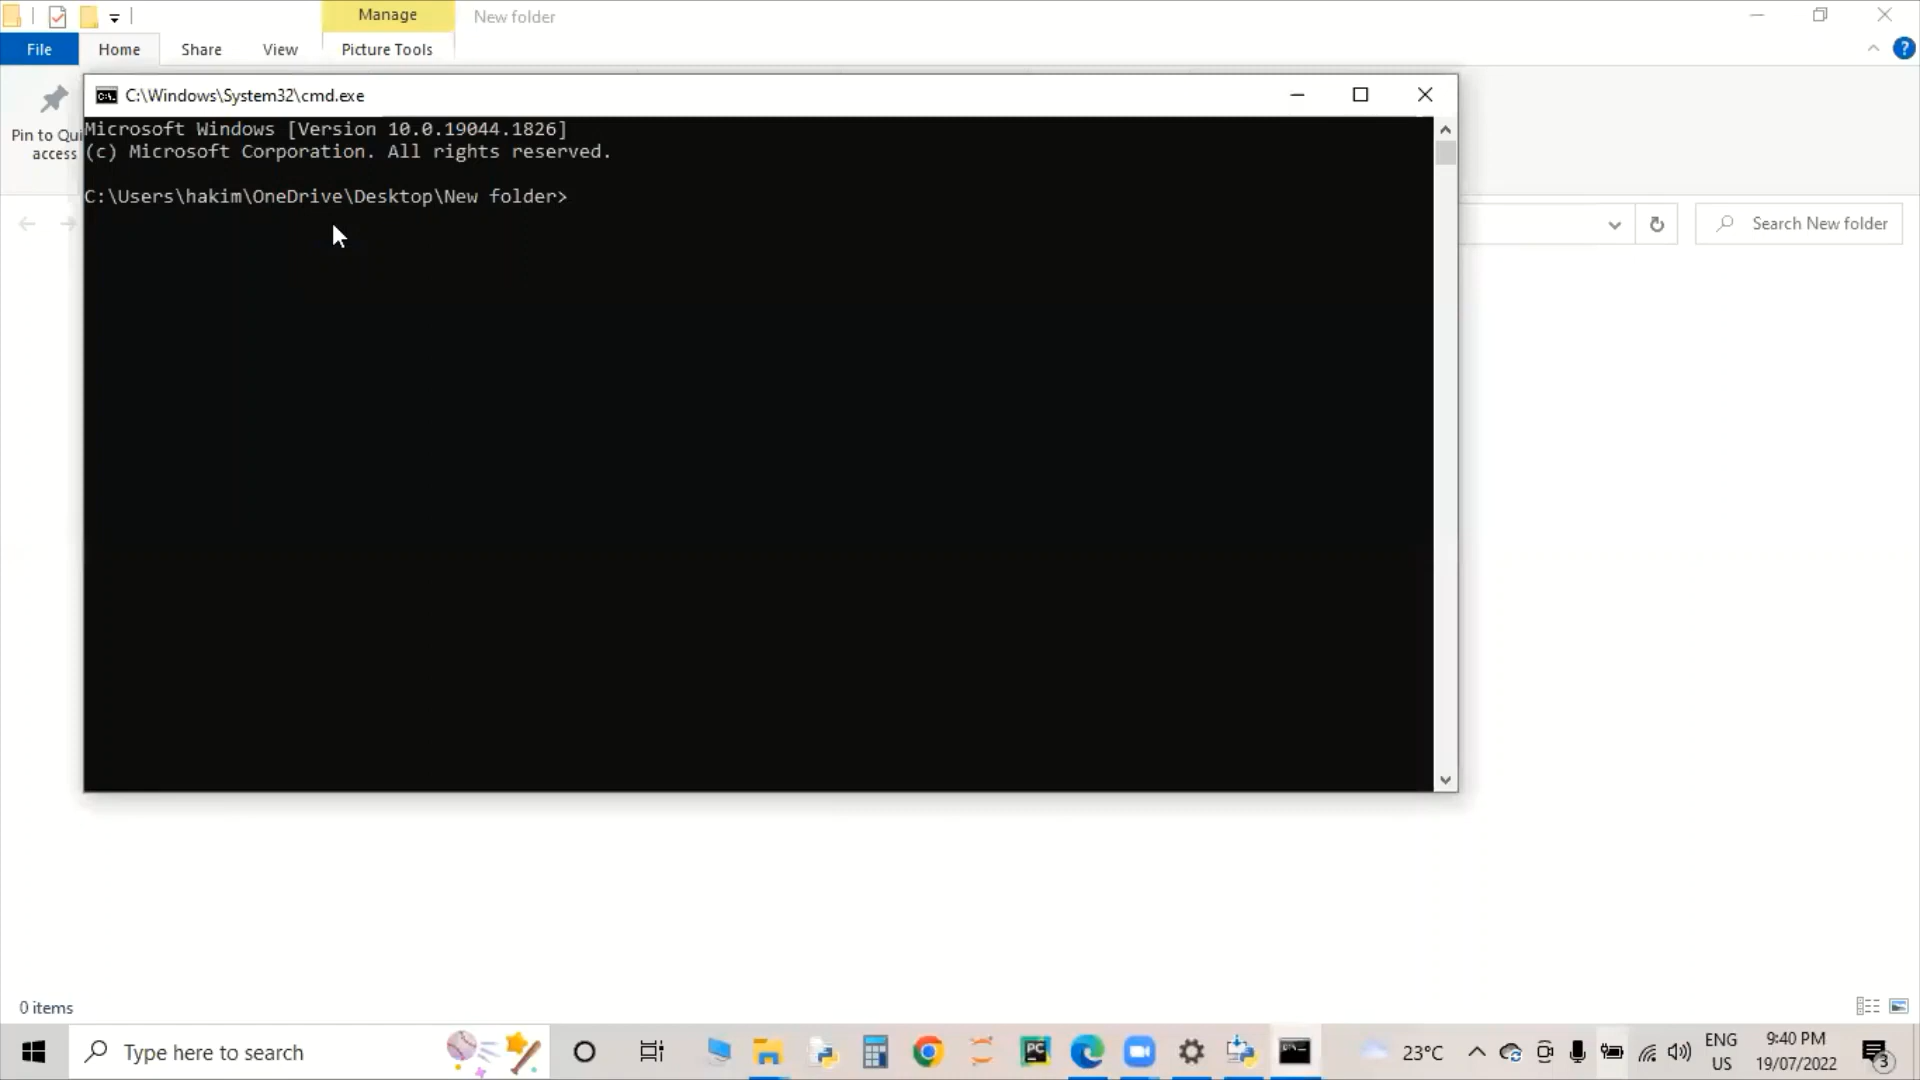 Manage
New folder
File
Home
Share
View
Picture Tools
C:\Windows\System32\cmd.exe
Pin to Qui
access
Microsoft Windows [Version 10.0.19044.1826]
(c) Microsoft Corporation. All rights reserved.
C:\Users\hakim\OneDrive\Desktop\New folder>
Search New folder
0 items
Type here to search
PC
23°C
ENG
US
9:40 PM
19/07/2022
3